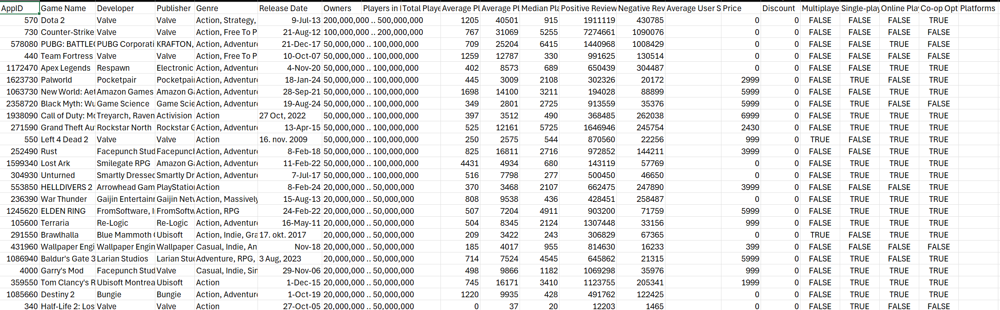 AppID Game Name Developer Publisher Genre Release Date Owners Players in Total Playe Average Pl Average Pl Median Pla Positive Review Negative Rev Average User S Price Discount Multiplaye Single-play Online Play Co-op Opt Platforms
570 Dota 2 Valve Valve Action, Strategy, 9-Jul-13 200,000,000 .. 500,000,000 1205 40501 915 1911119 430785 0 0 FALSE FALSE FALSE TRUE
730 Counter-Strike Valve Valve Action, Free To P 21-Aug-12 100,000,000 .. 200,000,000 767 31069 5255 7274661 1090076 0 0 FALSE FALSE FALSE FALSE
578080 PUBG: BATTLEG PUBG Corporati KRAFTON, Action, Adventure 21-Dec-17 50,000,000 .. 100,000,000 709 25204 6415 1440968 1008429 0 0 FALSE FALSE TRUE FALSE
440 Team Fortress Valve Valve Action, Free To P 10-Oct-07 50,000,000 .. 100,000,000 1259 12787 330 991625 130514 0 0 FALSE FALSE FALSE FALSE
1172470 Apex Legends Respawn Electronic Action, Adventure 4-Nov-20 50,000,000 .. 100,000,000 402 8573 689 650439 304487 0 0 FALSE FALSE TRUE TRUE
1623730 Palworld Pocketpair Pocketpair Action, Adventure 18-Jan-24 50,000,000 .. 100,000,000 445 3009 2108 302326 20172 2999 0 FALSE TRUE FALSE TRUE
1063730 New World: Aet Amazon Games Amazon Ga Action, Adventure 28-Sep-21 50,000,000 .. 100,000,000 1698 14100 3211 194028 88899 5999 0 FALSE FALSE TRUE TRUE
2358720 Black Myth: Wu Game Science Game Scie Action, Adventure 19-Aug-24 50,000,000 .. 100,000,000 349 2801 2725 913559 35376 5999 0 FALSE TRUE FALSE FALSE
1938090 Call of Duty: Mo Treyarch, Raven Activision Action 27 Oct, 2022 50,000,000 .. 100,000,000 397 3512 490 368485 262038 6999 0 FALSE TRUE TRUE TRUE
271590 Grand Theft Au Rockstar North Rockstar G Action, Adventure 13-Apr-15 50,000,000 .. 100,000,000 525 12161 5725 1646946 245754 2430 0 FALSE TRUE TRUE TRUE
550 Left 4 Dead 2 Valve Valve Action 16. nov. 2009 50,000,000 .. 100,000,000 250 2575 544 870560 22256 999 0 TRUE FALSE TRUE TRUE
252490 Rust Facepunch Stud Facepunch Action, Adventure 8-Feb-18 50,000,000 .. 100,000,000 825 16811 2716 972852 144211 3999 0 FALSE FALSE TRUE TRUE
1599340 Lost Ark Smilegate RPG Amazon Ga Action, Adventure 11-Feb-22 50,000,000 .. 100,000,000 4431 4934 680 143119 57769 0 0 FALSE TRUE TRUE TRUE
304930 Unturned Smartly Dressed Smartly Dr Action, Adventure 7-Jul-17 50,000,000 .. 100,000,000 516 7798 277 500450 46650 0 0 FALSE TRUE TRUE TRUE
553850 HELLDIVERS 2 Arrowhead Gam PlayStation Action 8-Feb-24 20,000,000 .. 50,000,000 370 3468 2107 662475 247890 3999 0 FALSE FALSE FALSE TRUE
236390 War Thunder Gaijin Entertainm Gaijin Netw Action, Massively 15-Aug-13 20,000,000 .. 50,000,000 808 9538 436 428451 258487 0 0 FALSE TRUE TRUE TRUE
1245620 ELDEN RING FromSoftware, I FromSoftw Action, RPG 24-Feb-22 20,000,000 .. 50,000,000 507 7204 4911 903200 71759 5999 0 FALSE TRUE TRUE TRUE
105600 Terraria Re-Logic Re-Logic Action, Adventure 16-May-11 20,000,000 .. 50,000,000 504 8345 2124 1307448 33156 999 0 FALSE TRUE TRUE TRUE
291550 Brawlhalla Blue Mammoth Ubisoft Action, Indie, Gra 17. okt. 2017 20,000,000 .. 50,000,000 209 3422 243 306829 67365 0 0 TRUE FALSE TRUE TRUE
431960 Wallpaper Engi Wallpaper Engin Wallpaper Casual, Indie, An Nov-18 20,000,000 .. 50,000,000 185 4017 955 814630 16233 399 0 FALSE FALSE FALSE FALSE
1086940 Baldur's Gate 3 Larian Studios Larian Stud Adventure, RPG, 3 Aug, 2023 20,000,000 .. 50,000,000 714 7524 4545 645862 21315 5999 0 FALSE TRUE FALSE TRUE
4000 Garry's Mod Facepunch Stud Valve Casual, Indie, Sim 29-Nov-06 20,000,000 .. 50,000,000 498 9866 1182 1069298 35976 999 0 FALSE TRUE TRUE TRUE
359550 Tom Clancy's R Ubisoft Montrea Ubisoft Action 1-Dec-15 20,000,000 .. 50,000,000 745 16171 3410 1123755 205341 1999 0 FALSE TRUE TRUE TRUE
1085660 Destiny 2 Bungie Bungie Action, Adventure 1-Oct-19 20,000,000 .. 50,000,000 1220 9935 428 491762 122425 0 0 FALSE TRUE TRUE TRUE
340 Half-Life 2: Los Valve Valve Action 27-Oct-05 20,000,000 .. 50,000,000 0 37 20 12203 1465 0 0 FALSE TRUE FALSE FALSE